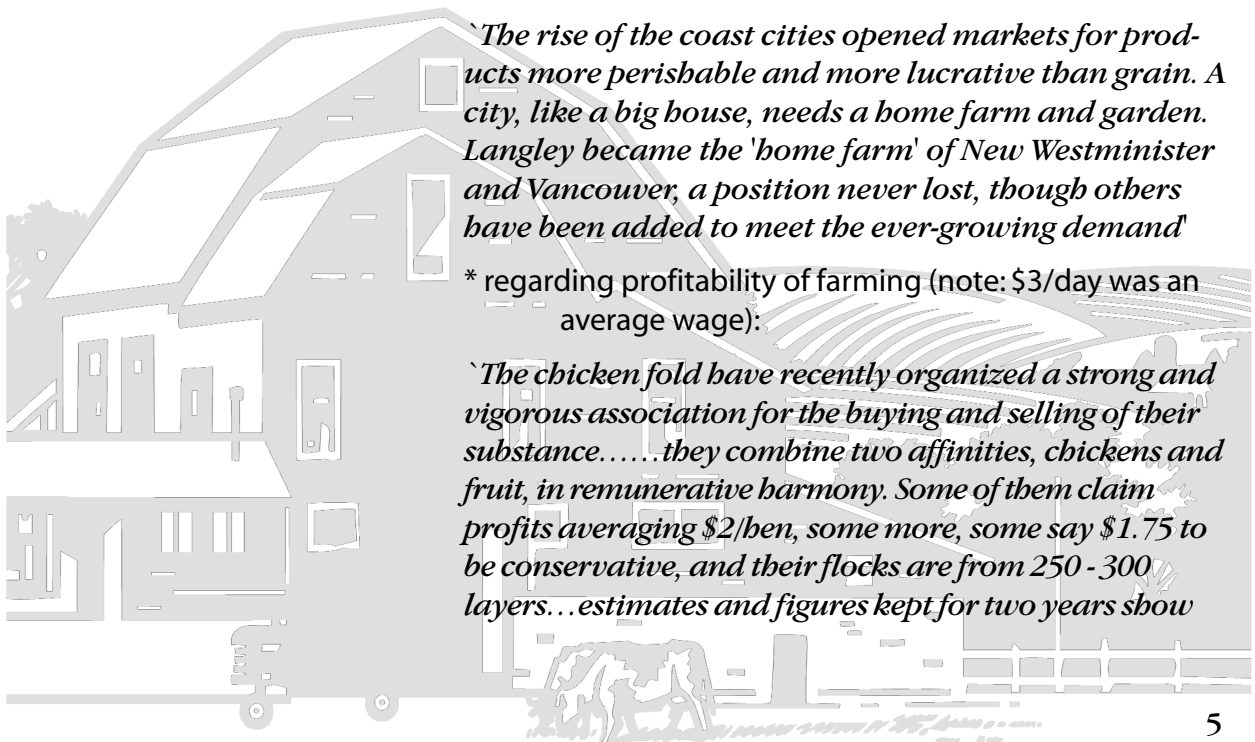 `The rise of the coast cities opened markets for prod-
ucts more perishable and more lucrative than grain. A
city, like a big house, needs a home farm and garden.
Langley became the 'home farm' of New Westminister
and Vancouver, a position never lost, though others
have been added to meet the ever-growing demand'
* regarding profitability of farming (note: $3/day was an
average wage):
`The chicken fold have recently organized a strong and
vigorous association for the buying and selling of their
substance……they combine two affinities, chickens and
fruit, in remunerative harmony. Some of them claim
profits averaging $2/hen, some more, some say $1.75 to
be conservative, and their flocks are from 250 - 300
layers…estimates and figures kept for two years show
5